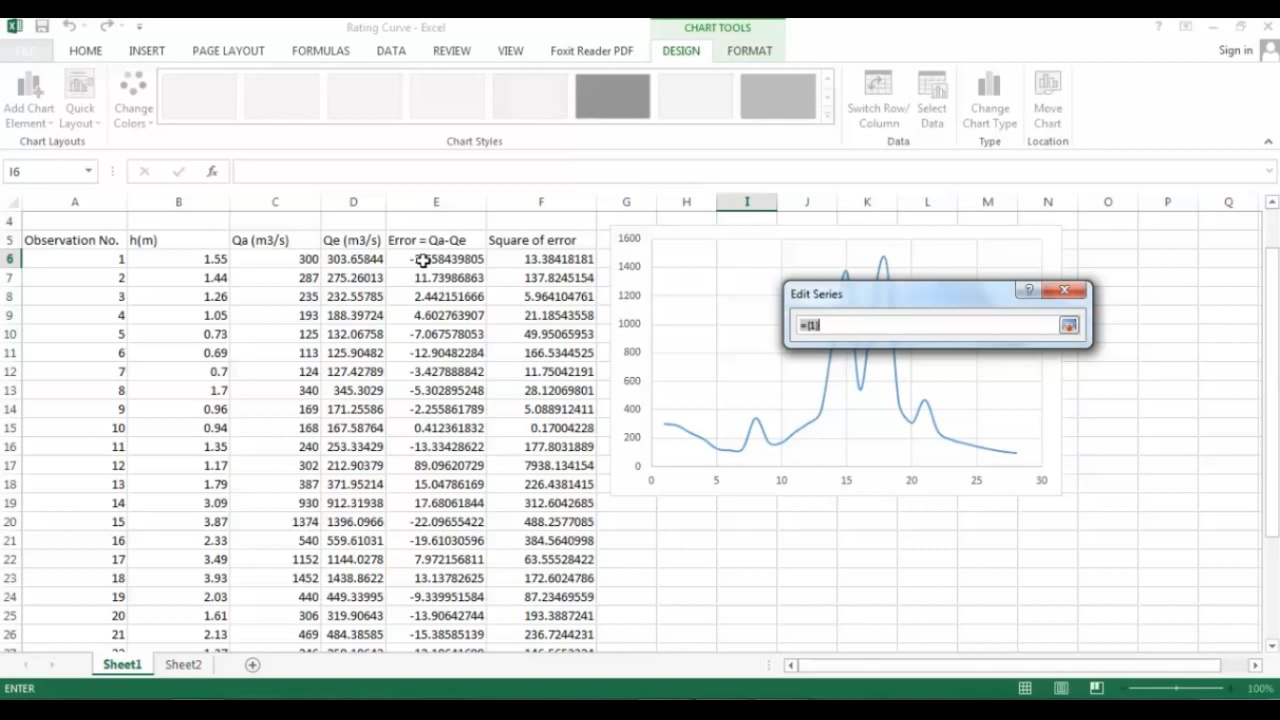 Rating Curve - Excel
CHART TOOLS
FILE HOME INSERT PAGE LAYOUT FORMULAS DATA REVIEW VIEW Foxit Reader PDF DESIGN FORMAT Sign in
Add Chart Element Quick Layout Change Colors Switch Row/ Column Select Data Change Chart Type Move Chart
Chart Layouts Chart Styles Data Type Location
I6 fx
A B C D E F G H I J K L M N O P Q
4
5 Observation No. h(m) Qa (m3/s) Qe (m3/s) Error = Qa-Qe Square of error
6 1 1.55 300 303.65844 13.38418181
7 2 1.44 287 275.26013 11.73986863 137.8245154
8 3 1.26 235 232.55785 2.442151666 5.964104761
9 4 1.05 193 188.39724 4.602763907 21.18543558
10 5 0.73 125 132.06758 -7.067578053 49.95065953
11 6 0.69 113 125.90482 -12.90482284 166.5344525
12 7 0.7 124 127.42789 -3.427888842 11.75042191
13 8 1.7 340 345.3029 -5.302895248 28.12069801
14 9 0.96 169 171.25586 -2.255861789 5.088912411
15 10 0.94 168 167.58764 0.412361832 0.17004228
16 11 1.35 240 253.33429 -13.33428622 177.8031889
17 12 1.17 302 212.90379 89.09620729 7938.134154
18 13 1.79 387 371.95214 15.04786169 226.4381415
19 14 3.09 930 912.31938 17.68061844 312.6042685
20 15 3.87 1374 1396.0966 -22.09655422 488.2577085
21 16 2.33 540 559.61031 -19.61030596 384.5640998
22 17 3.49 1152 1144.0278 7.972156811 63.55528422
23 18 3.93 1452 1438.8622 13.13782625 172.6024786
24 19 2.03 440 449.33995 -9.339951584 87.23469559
25 20 1.61 306 319.90643 -13.90642744 193.3887241
26 21 2.13 469 484.38585 -15.38585139 236.7244231
1600
1400
1200
1000
800
600
400
200
0
0 5 10 15 20 25 30
Edit Series
={1}
Sheet1 Sheet2
ENTER 100%